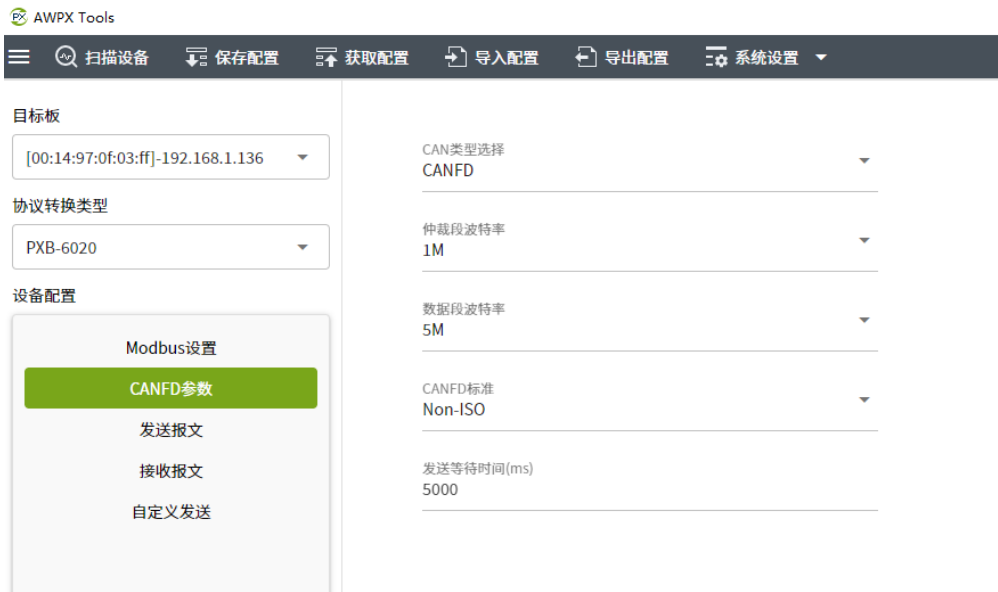 AWPX Tools
扫描设备 保存配置 获取配置 导入配置 导出配置 系统设置
目标板
[00:14:97:0f:03:ff]-192.168.1.136
协议转换类型
PXB-6020
设备配置
Modbus设置
CANFD参数
发送报文
接收报文
自定义发送
CAN类型选择
CANFD
仲裁段波特率
1M
数据段波特率
5M
CANFD标准
Non-ISO
发送等待时间(ms)
5000